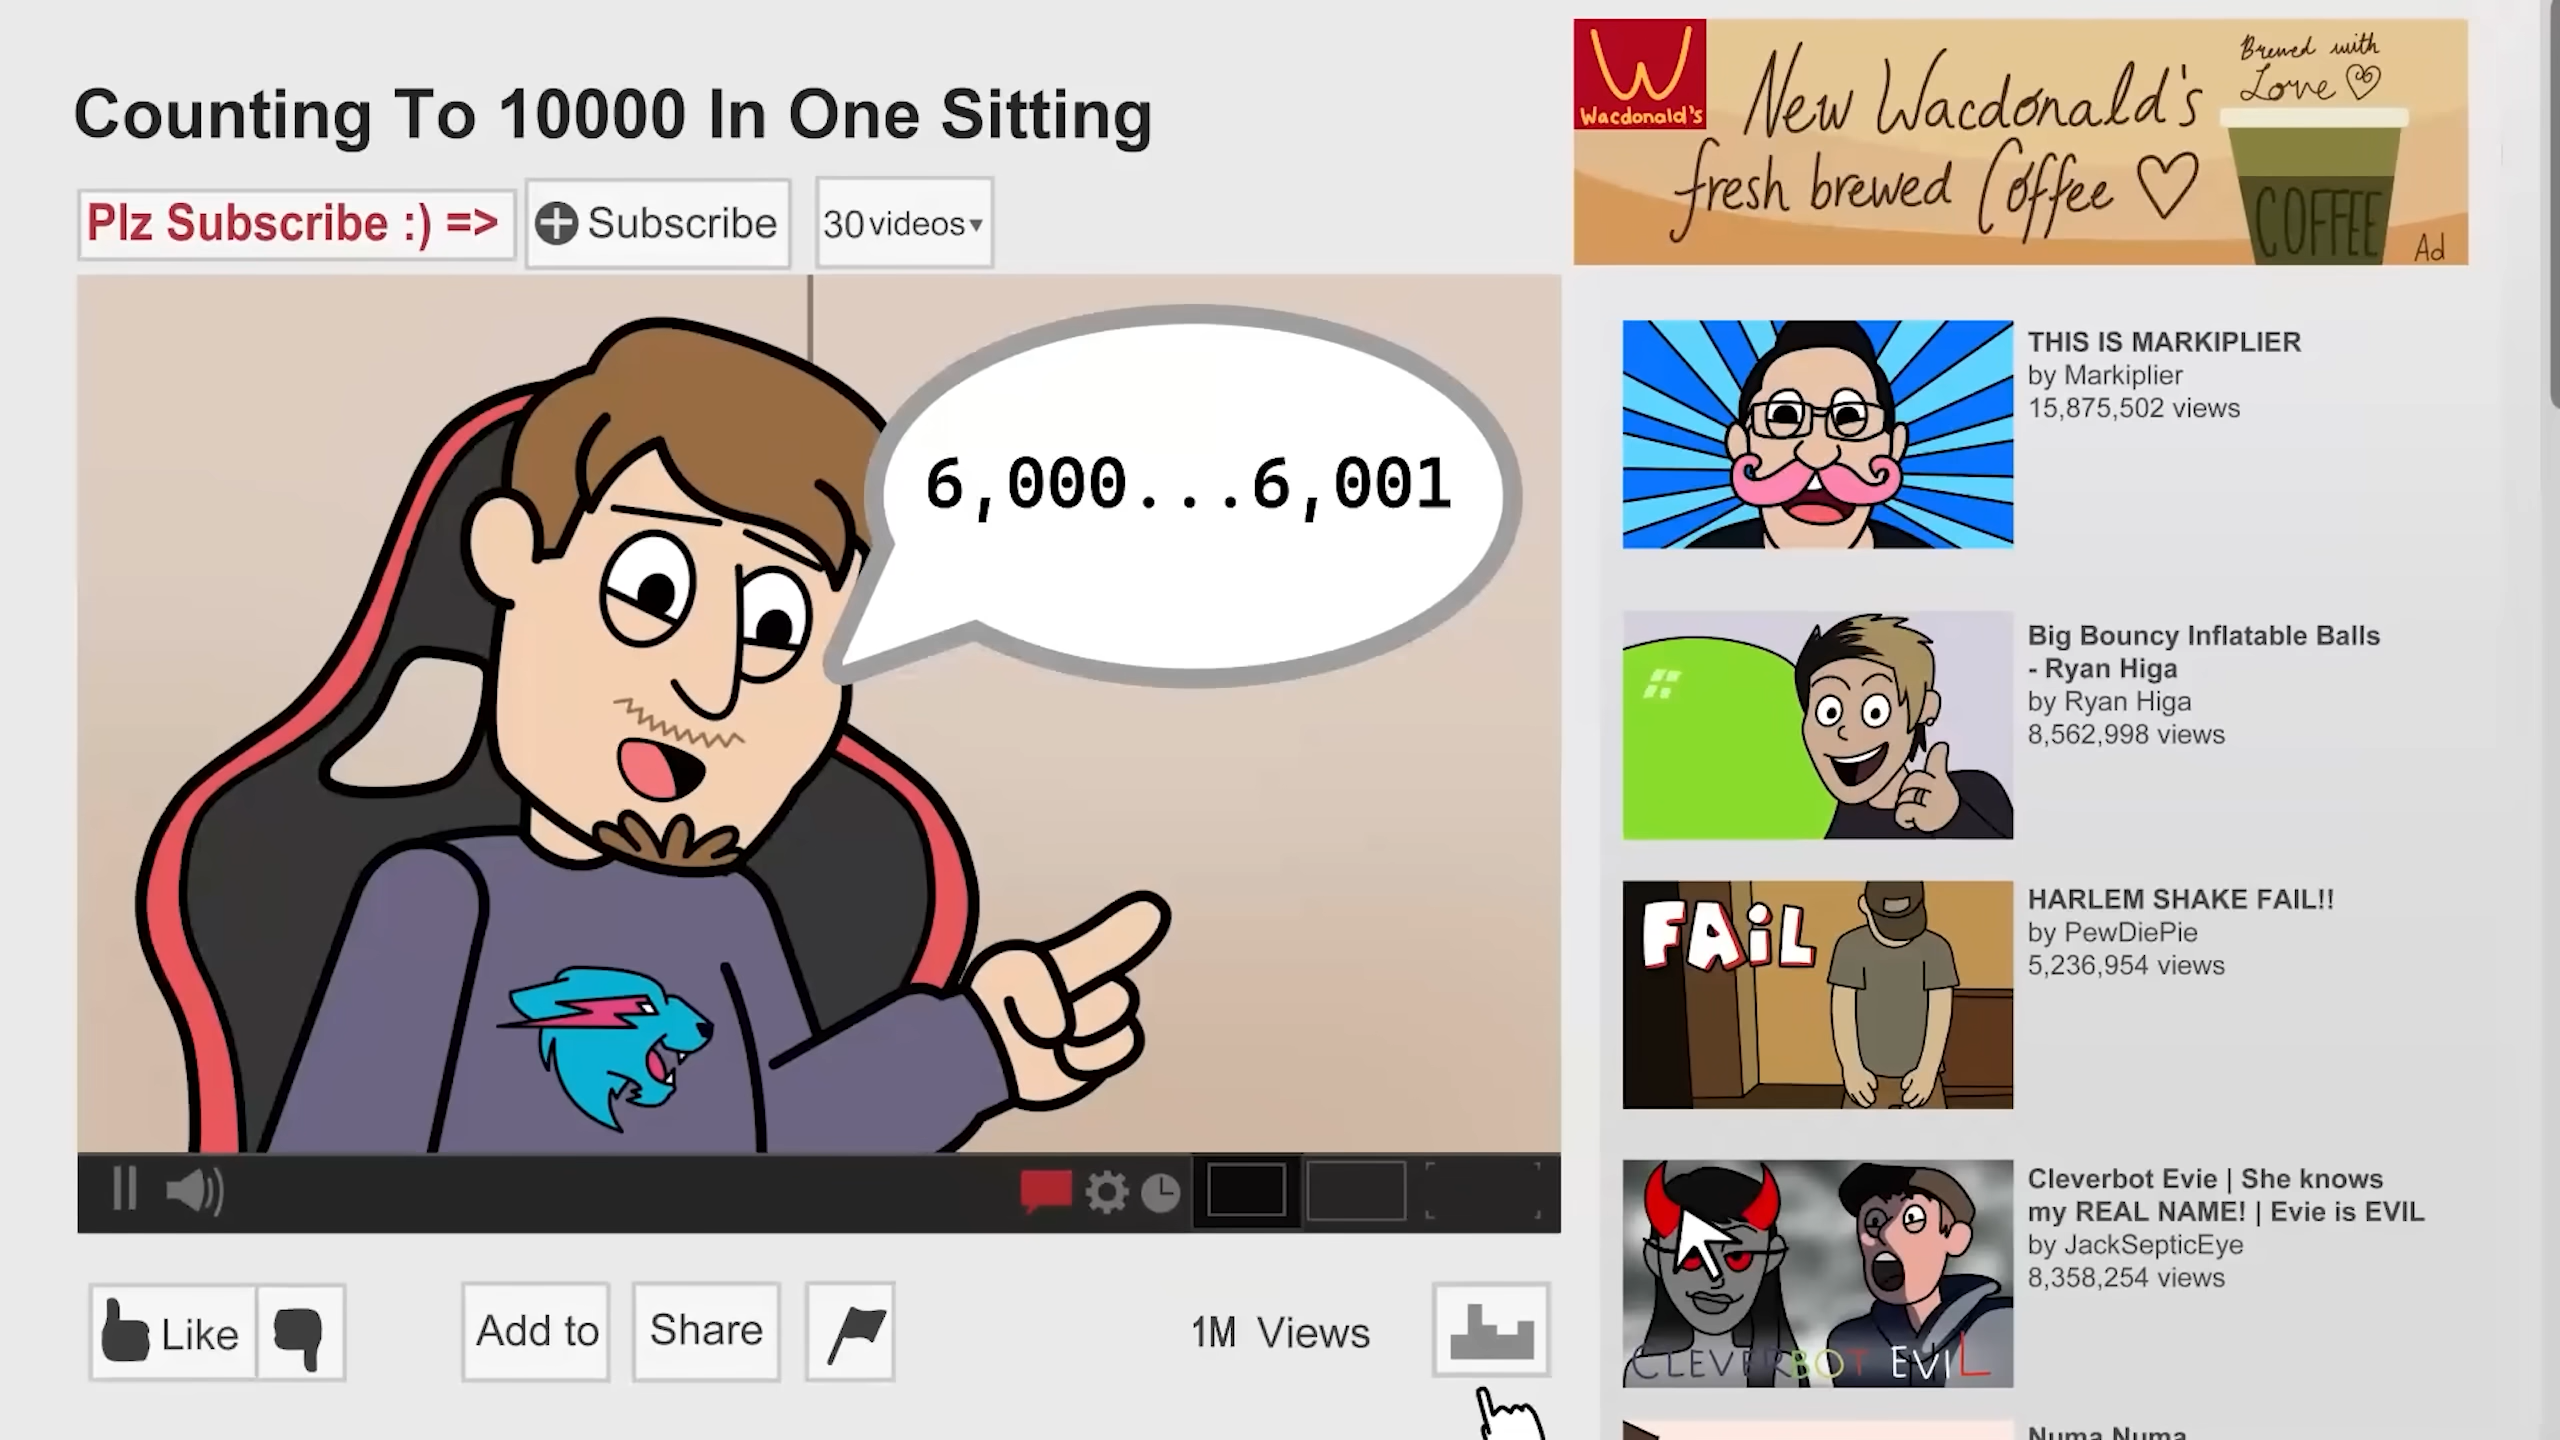 Counting To 10000 In One Sitting
Plz Subscribe :) =>
Subscribe
30 videos
6,000...6,001
Like
Add to
Share
1M Views
Wacdonald's
New Wacdonald's
fresh brewed Coffee
Brewed with
Love
COFFEE
Ad
THIS IS MARKIPLIER
by Markiplier
15,875,502 views
Big Bouncy Inflatable Balls
- Ryan Higa
by Ryan Higa
8,562,998 views
FAiL
HARLEM SHAKE FAIL!!
by PewDiePie
5,236,954 views
CLEVERBOT EVIL
Cleverbot Evie | She knows
my REAL NAME! | Evie is EVIL
by JackSepticEye
8,358,254 views
Numa Numa